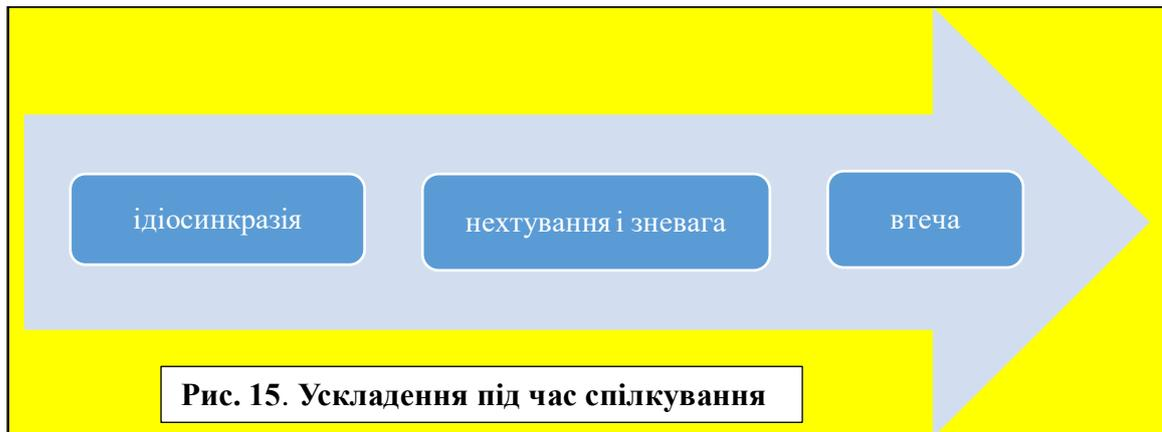 ідіосинкразія
нехтування і зневага
втеча
Рис. 15. Ускладення під час спілкування